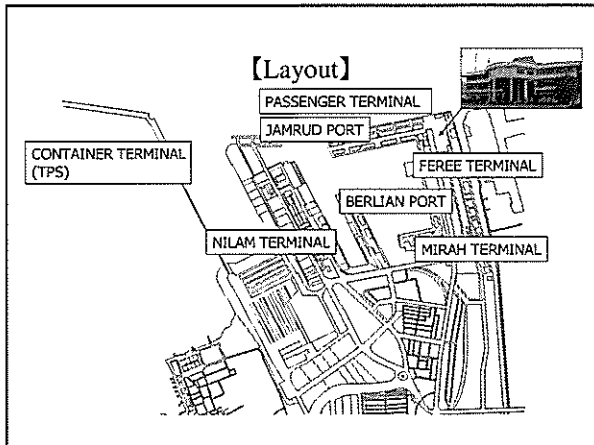 【Layout】
PASSENGER TERMINAL
JAMRUD PORT
CONTAINER TERMINAL
(TPS)
FEREE TERMINAL
BERLIAN PORT
NILAM TERMINAL
MIRAH TERMINAL